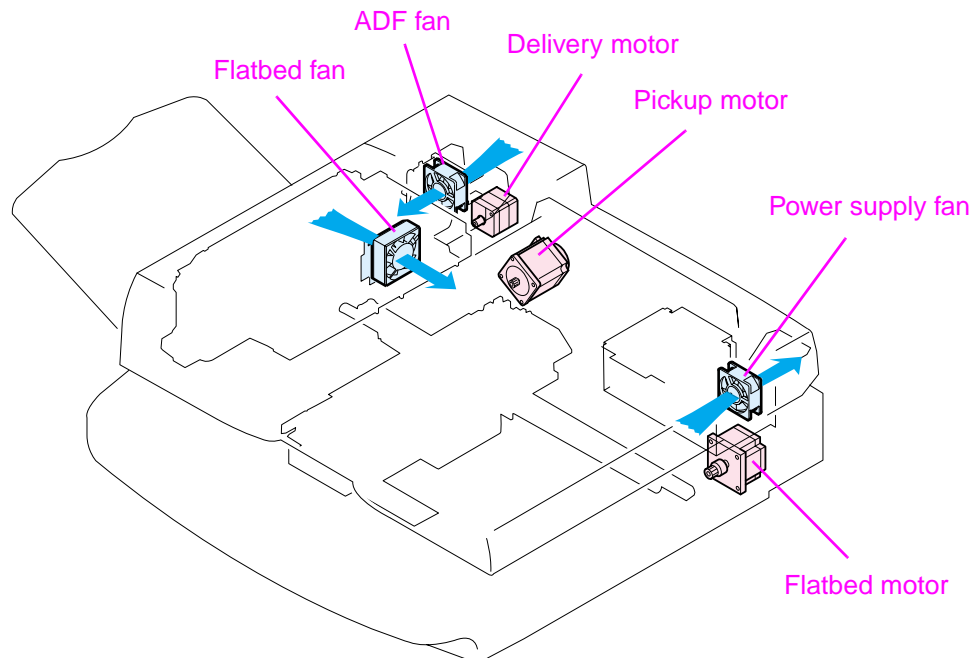 ADF fan
Delivery motor
Flatbed fan
Pickup motor
Power supply fan
Flatbed motor